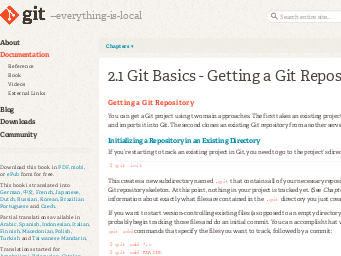 git --everything-is-local
Search entire site...
About
Documentation
Reference
Book
Videos
External Links
Blog
Downloads
Community
Download this book in PDF, mobi,
or ePub form for free.
This book is translated into
German, 中文, French, Japanese,
Dutch, Russian, Korean, Brazilian
Portuguese and Czech.
Partial translations available in
Arabic, Spanish, Indonesian, Italian,
Finnish, Macedonian, Polish,
Turkish and Taiwanese Mandarin.
Translations started for
Chapters ▾
2.1 Git Basics - Getting a Git Repos
Getting a Git Repository
You can get a Git project using two main approaches. The first takes an existing project
and imports it into Git. The second clones an existing Git repository from another serve
Initializing a Repository in an Existing Directory
If you're starting to track an existing project in Git, you need to go to the project's direc
$ git init
This creates a new subdirectory named .git that contains all of your necessary reposi
Git repository skeleton. At this point, nothing in your project is tracked yet. (See Chapte
information about exactly what files are contained in the .git directory you just crea
If you want to start version-controlling existing files (as opposed to an empty directory
probably begin tracking those files and do an initial commit. You can accomplish that w
git add commands that specify the files you want to track, followed by a commit:
$ git add *.c
$ git add README